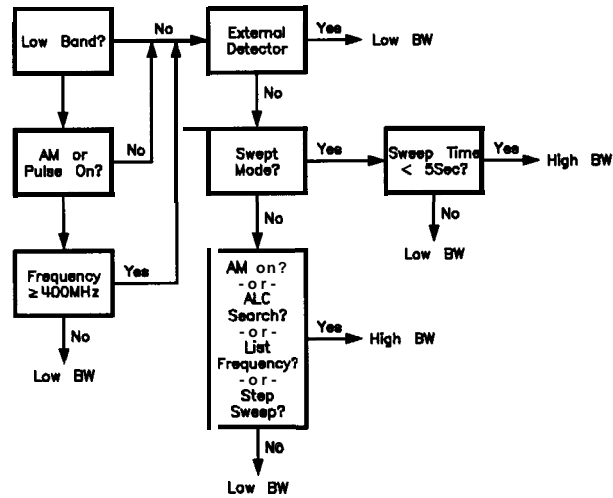 Low Band?
No
No
External
Detector
Yes
Low BW
No
AM or
Pulse On?
No
Swept
Mode?
Yes
Sweep Time
< 5Sec?
Yes
High BW
No
Low BW
No
Frequency
≥400MHz
Yes
No
Low BW
AM on?
-or-
ALC
Search?
-or-
List
Frequency?
-or-
Step
Sweep?
Yes
High BW
No
Low BW